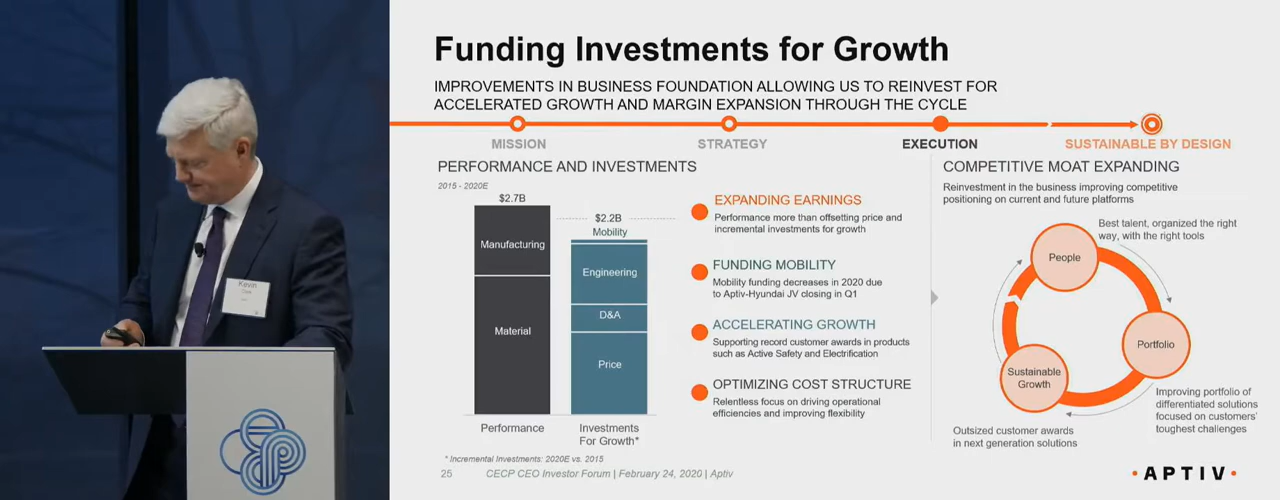 Funding Investments for Growth
IMPROVEMENTS IN BUSINESS FOUNDATION ALLOWING US TO REINVEST FOR
ACCELERATED GROWTH AND MARGIN EXPANSION THROUGH THE CYCLE
MISSION
STRATEGY
EXECUTION
SUSTAINABLE BY DESIGN
PERFORMANCE AND INVESTMENTS
2015 - 2020E
$2.7B
Manufacturing
Material
Performance
$2.2B
Mobility
Engineering
D&A
Price
Investments
For Growth*
* Incremental Investments: 2020E vs. 2015
EXPANDING EARNINGS
Performance more than offsetting price and
incremental investments for growth
FUNDING MOBILITY
Mobility funding decreases in 2020 due
to Aptiv-Hyundai JV closing in Q1
ACCELERATING GROWTH
Supporting record customer awards in products
such as Active Safety and Electrification
OPTIMIZING COST STRUCTURE
Relentless focus on driving operational
efficiencies and improving flexibility
COMPETITIVE MOAT EXPANDING
Reinvestment in the business improving competitive
positioning on current and future platforms
Best talent, organized the right
way, with the right tools
People
Portfolio
Improving portfolio of
differentiated solutions
focused on customers'
toughest challenges
Sustainable
Growth
Outsized customer awards
in next generation solutions
25
CECP CEO Investor Forum | February 24, 2020 | Aptiv
• APTIV •
Kevin